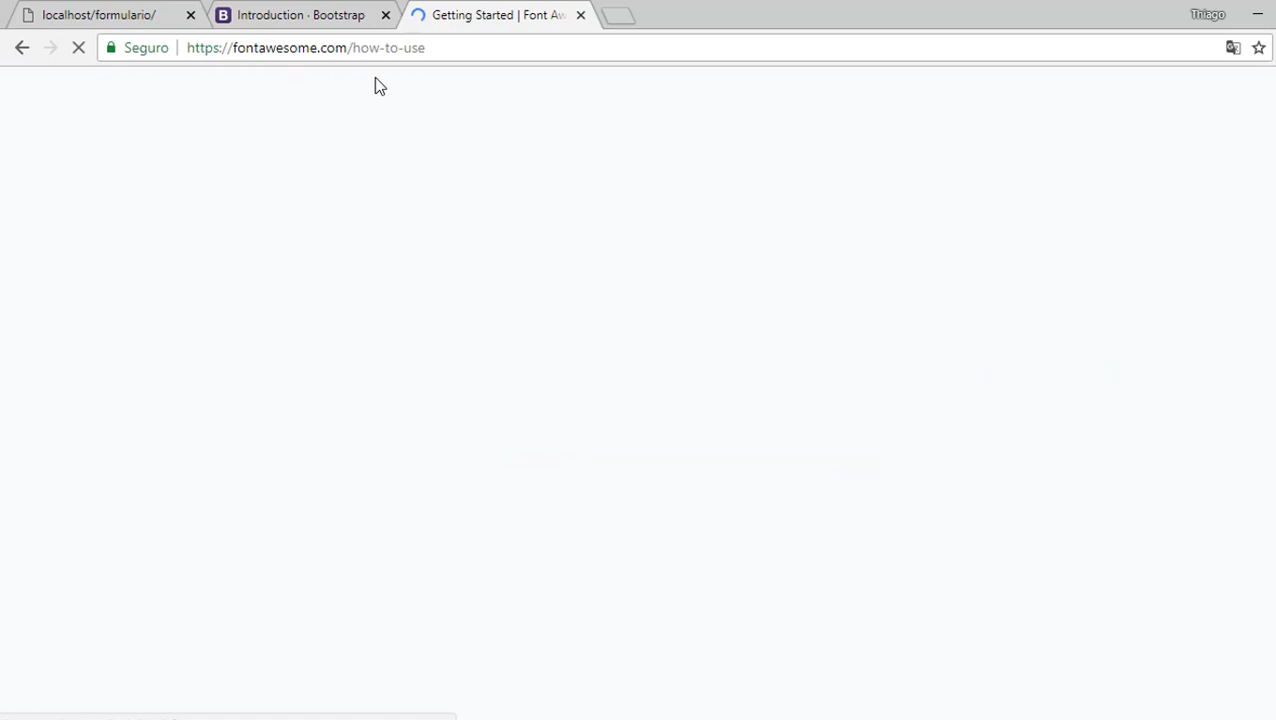 localhost/formulario/
Introduction · Bootstrap
Getting Started | Font Aw
Thiago
Seguro
https://fontawesome.com/how-to-use